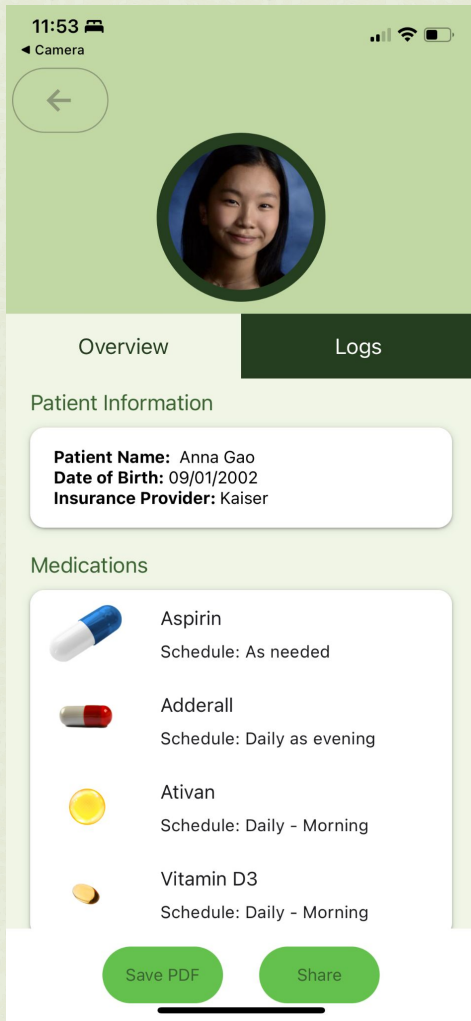 11:53
◀ Camera
Overview
Logs
Patient Information
Patient Name: Anna Gao
Date of Birth: 09/01/2002
Insurance Provider: Kaiser
Medications
Aspirin
Schedule: As needed
Adderall
Schedule: Daily as evening
Ativan
Schedule: Daily - Morning
Vitamin D3
Schedule: Daily - Morning
Save PDF
Share